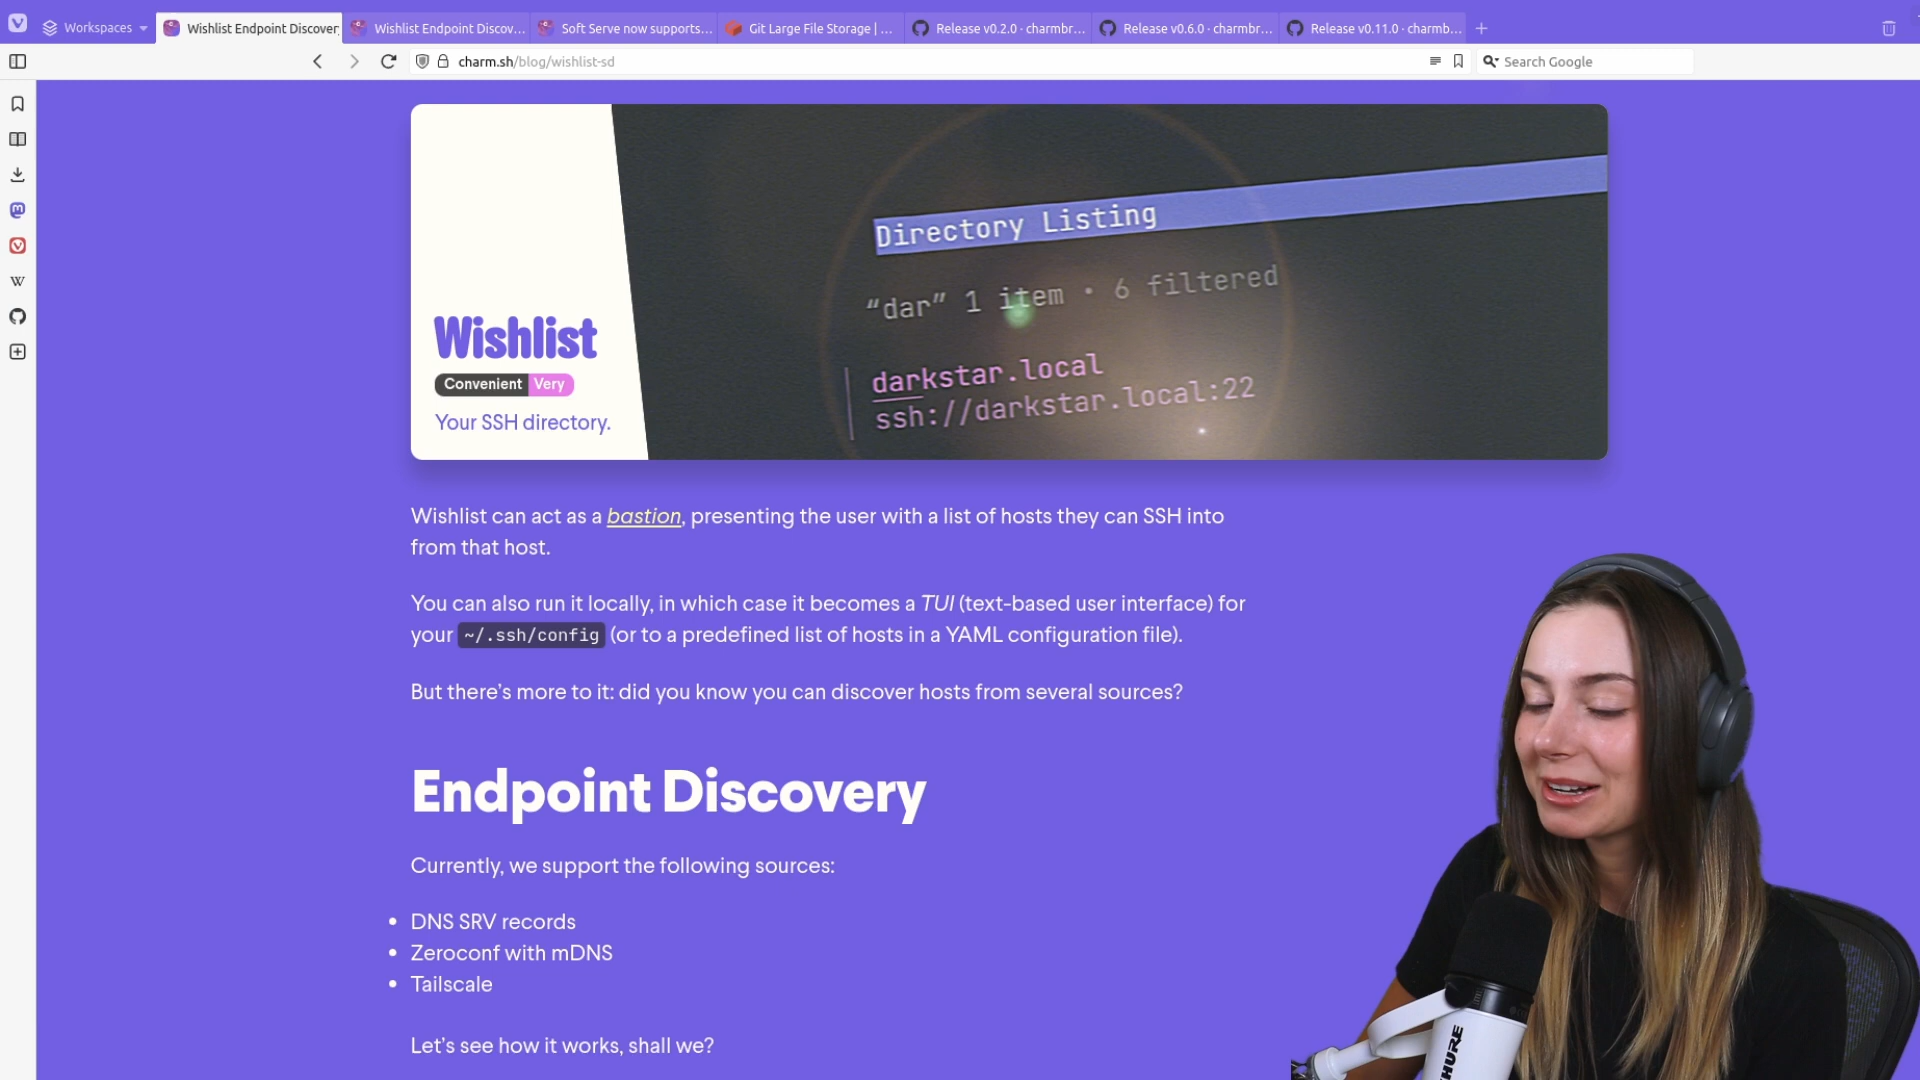 Workspaces
Wishlist Endpoint Discover
Wishlist Endpoint Discov...
Soft Serve now supports...
Git Large File Storage | ...
Release v0.2.0 · charmbr...
Release v0.6.0 · charmbr...
Release v0.11.0 · charmb...
charm.sh/blog/wishlist-sd
Search Google
Wishlist
Convenient Very
Your SSH directory.
Directory Listing
“dar” 1 item • 6 filtered
darkstar.local
ssh://darkstar.local:22
Wishlist can act as a bastion, presenting the user with a list of hosts they can SSH into
from that host.
You can also run it locally, in which case it becomes a TUI (text-based user interface) for
your ~/.ssh/config (or to a predefined list of hosts in a YAML configuration file).
But there’s more to it: did you know you can discover hosts from several sources?
Endpoint Discovery
Currently, we support the following sources:
• DNS SRV records
• Zeroconf with mDNS
• Tailscale
Let’s see how it works, shall we?
W
HURE